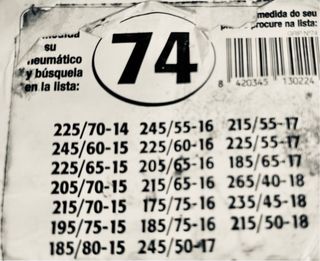 medida
su
neumático
y búsquela
en la lista:
74
medida do seu
procure na lista:
8 420345 130224
225/70-14 245/55-16 215/55-17
245/60-15 225/60-16 225/55-17
225/65-15 205/65-16 185/65-17
205/70-15 215/65-16 265/40-18
215/70-15 175/75-16 235/45-18
195/75-15 185/75-16 215/50-18
185/80-15 245/50-17